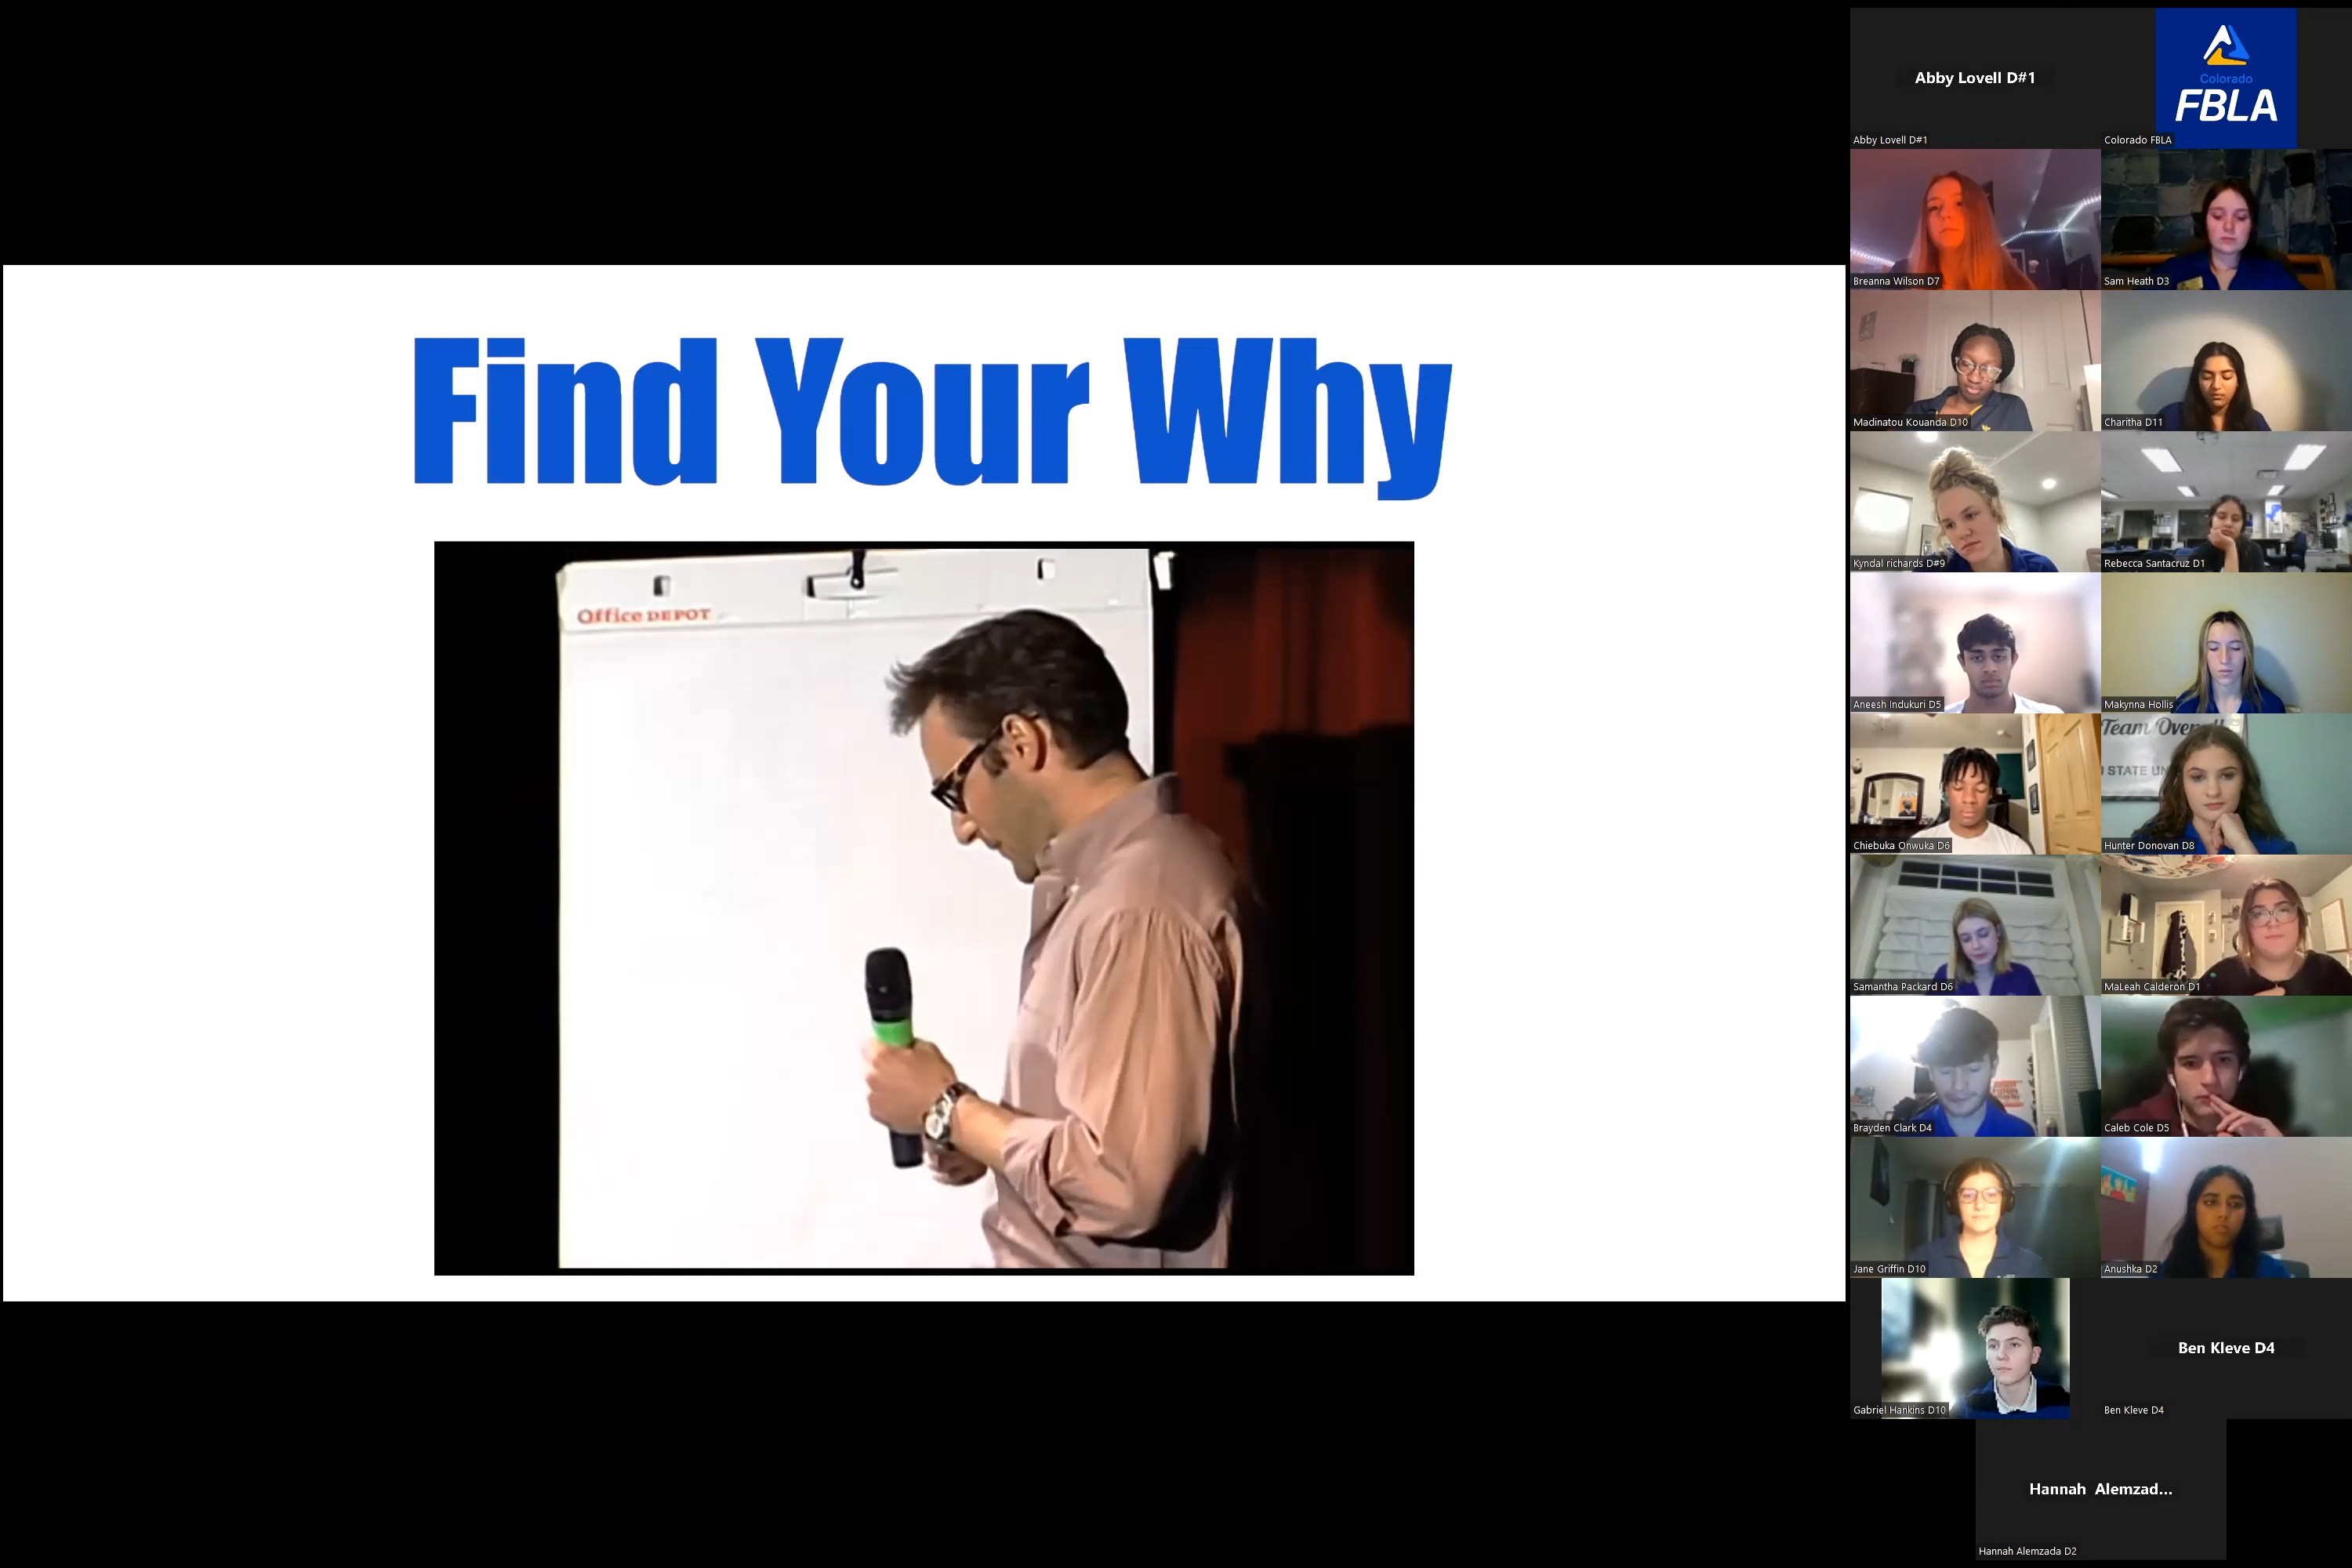 Find Your Why
Office DEPOT
Abby Lovell D#1
Abby Lovell D#1
Colorado
FBLA
Colorado FBLA
Breanna Wilson D7
Sam Heath D3
Madinatou Kouanda D10
Charitha D11
Kyndal richards D#9
Rebecca Santacruz D1
Aneesh Indukuri D5
Makynna Hollis
Chiebuka Onwuka D6
Team Over
STATE UN
Hunter Donovan D8
Samantha Packard D6
MaLeah Calderon D1
Brayden Clark D4
Caleb Cole D5
Jane Griffin D10
Anushka D2
Gabriel Hankins D10
Ben Kleve D4
Ben Kleve D4
Hannah Alemzad...
Hannah Alemzada D2